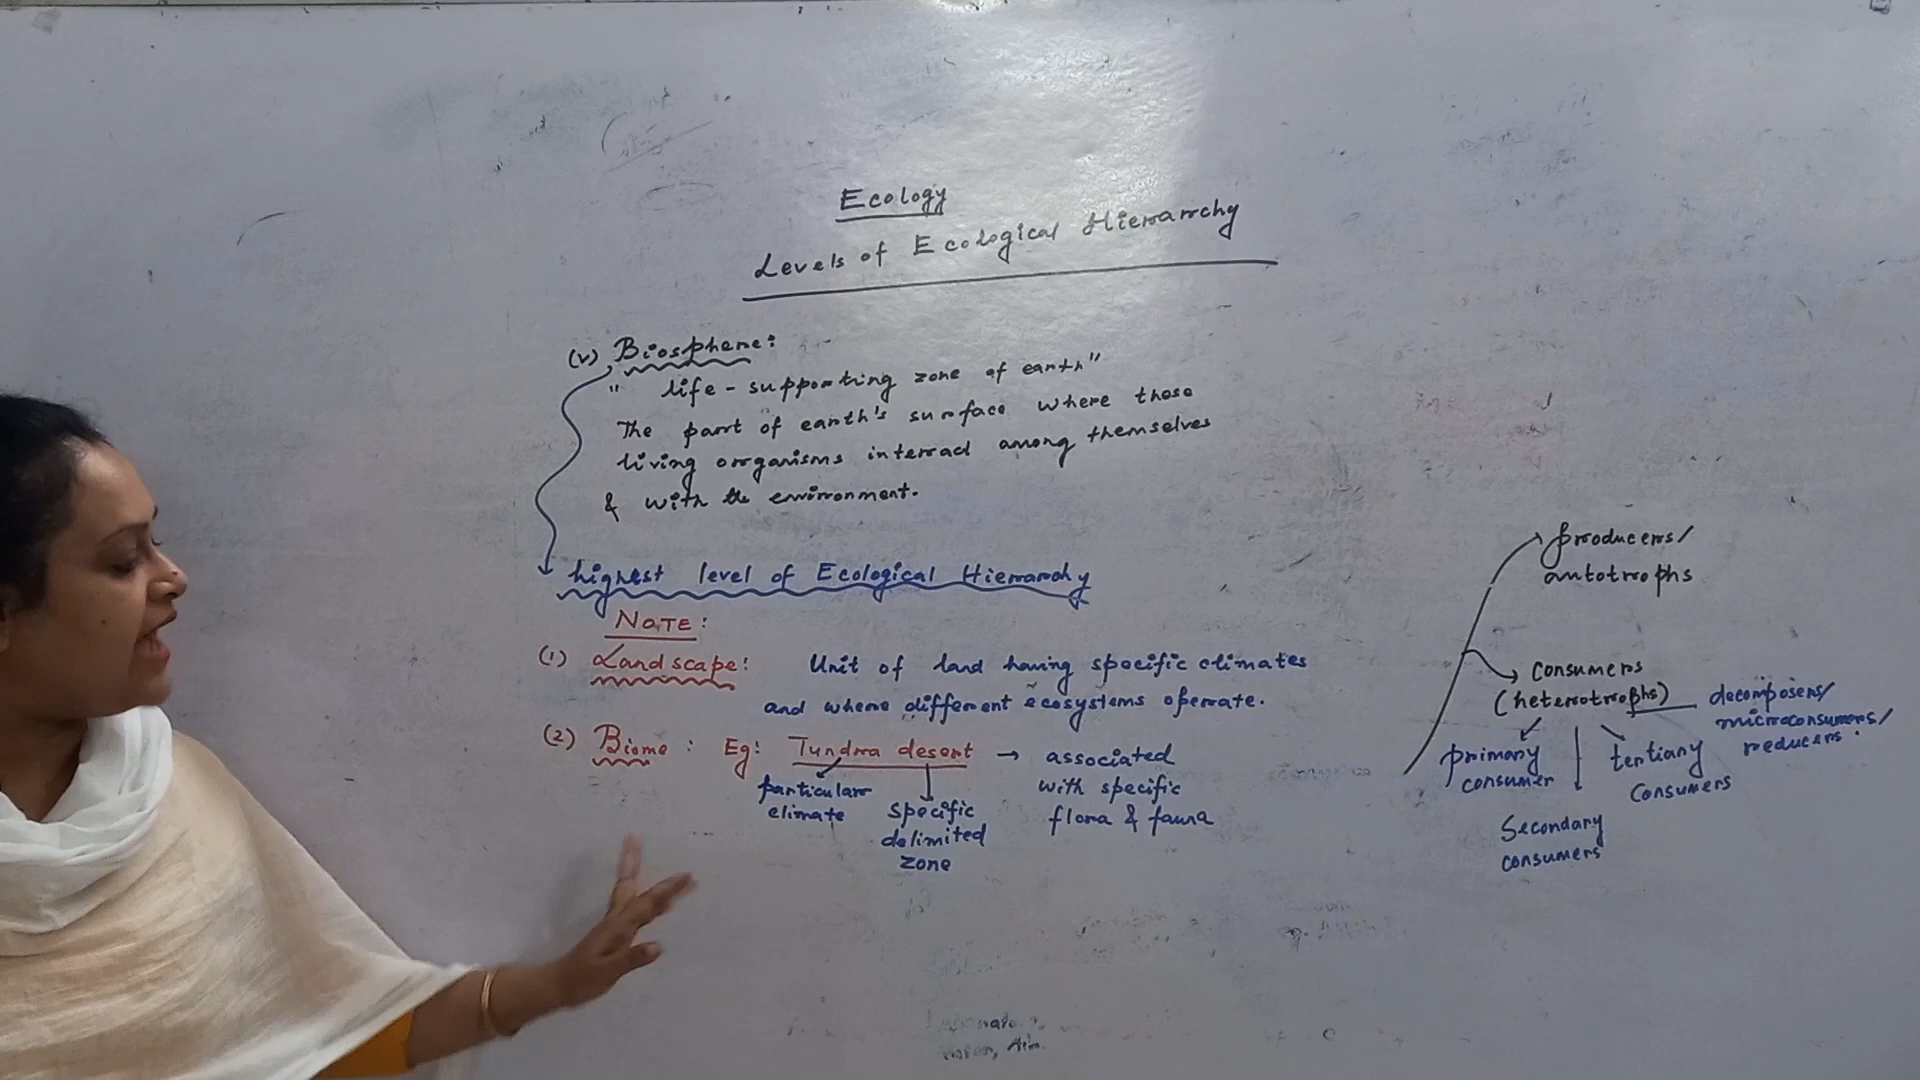 Ecology
Levels of Ecological Hierarchy
(v) Biosphere:
" life-supporting zone of earth"
The part of earth's surface where those
living organisms interract among themselves
& with the environment.
highest level of Ecological Hierarchy
NOTE:
(1) Landscape: Unit of land having specific climates
and where different ecosystems operate.
(2) Biome: Eg: Tundra desert → associated
with specific
flora & fauna
particular
climate
specific
delimited
zone
producers/
autotrophs
consumers
(heterotrophs)
decomposers/
microconsumers/
reducers.
primary
consumer
tertiary
consumers
Secondary
consumers